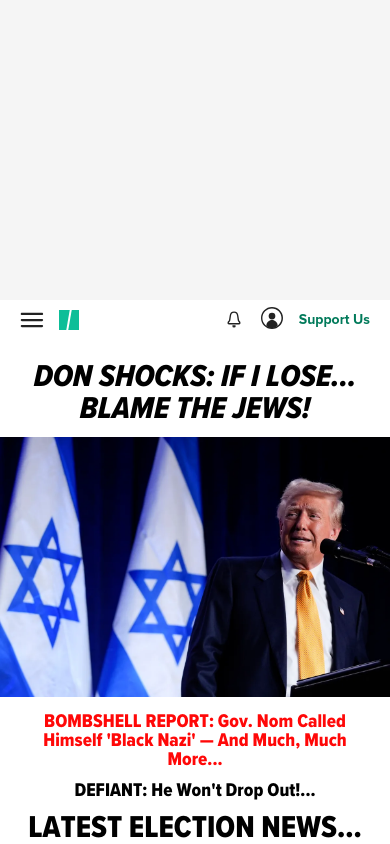 Support Us
DON SHOCKS: IF I LOSE...
BLAME THE JEWS!
BOMBSHELL REPORT: Gov. Nom Called
Himself 'Black Nazi' — And Much, Much
More...
DEFIANT: He Won't Drop Out!...
LATEST ELECTION NEWS...